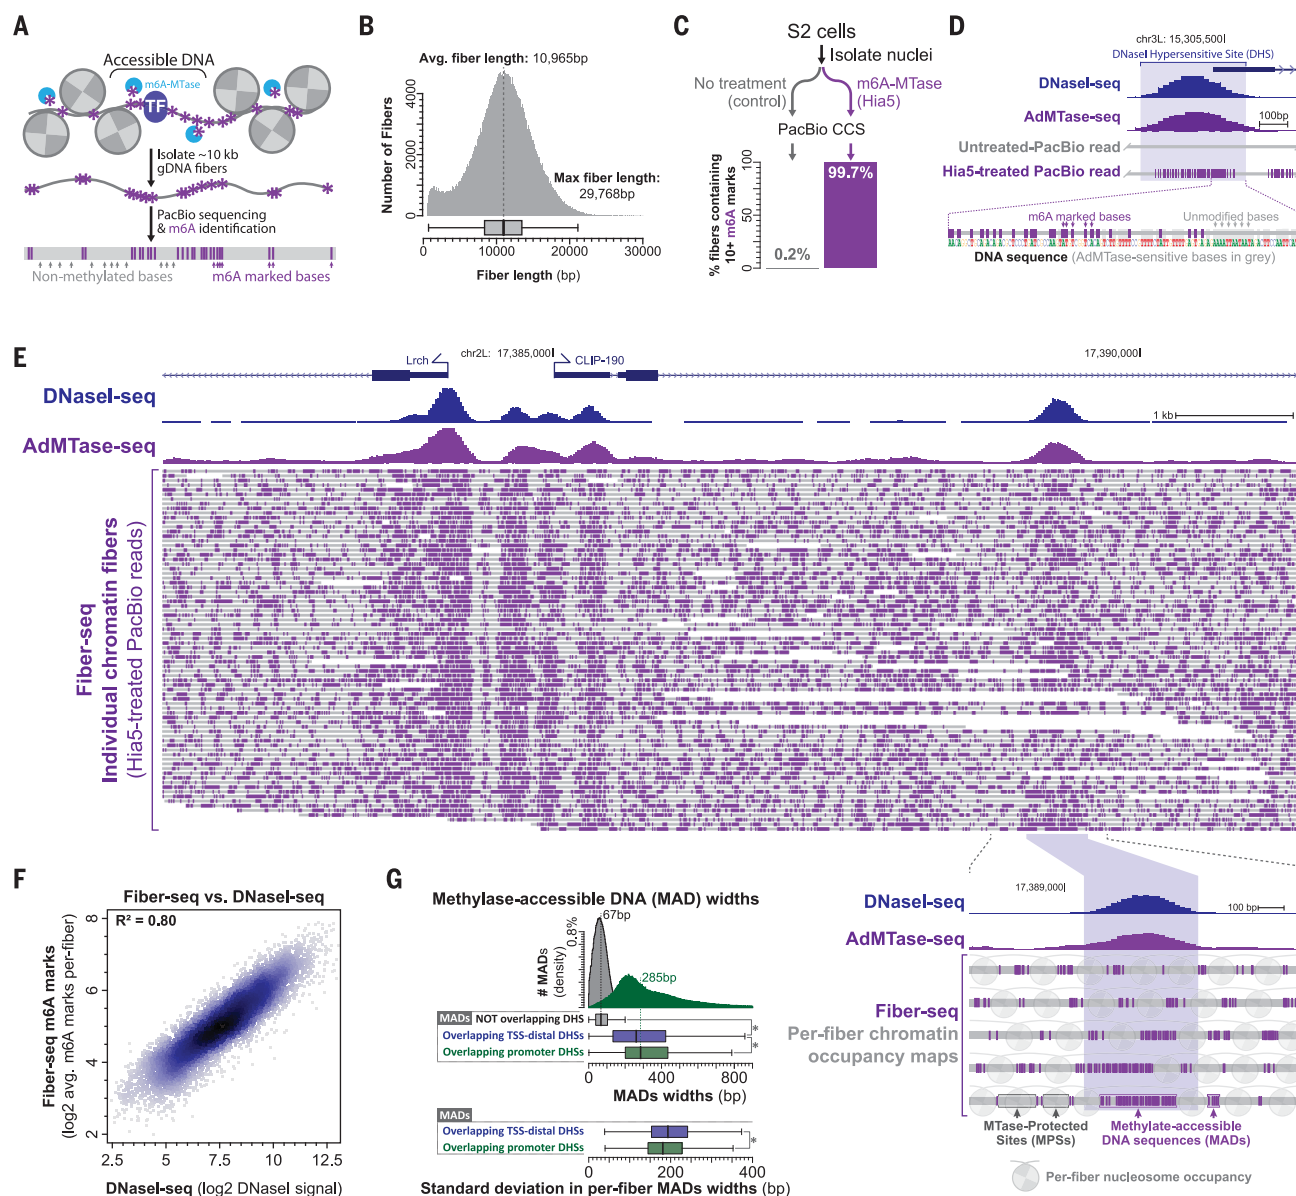 A
Accessible DNA
m6A-MTase
TF
Isolate ~10 kb
gDNA fibers
PacBio sequencing
& m6A identification
Non-methylated bases
m6A marked bases
B
Avg. fiber length: 10,965bp
Number of Fibers
0
2000
4000
Max fiber length:
29,768bp
0
10000
20000
30000
Fiber length (bp)
C
S2 cells
Isolate nuclei
No treatment
(control)
m6A-MTase
(Hia5)
PacBio CCS
% fibers containing
10+ m6A marks
0
50
100
0.2%
99.7%
D
chr3L: 15,305,500
DNaseI Hypersensitive Site (DHS)
DNaseI-seq
AdMTase-seq
100bp
Untreated-PacBio read
Hia5-treated PacBio read
m6A marked bases
Unmodified bases
DNA sequence (AdMTase-sensitive bases in grey)
E
Lrch
chr2L: 17,385,000
CLIP-190
17,390,000
DNaseI-seq
1 kb
AdMTase-seq
Fiber-seq
Individual chromatin fibers
(Hia5-treated PacBio reads)
17,389,000
DNaseI-seq
100 bp
AdMTase-seq
Fiber-seq
Per-fiber chromatin
occupancy maps
MTase-Protected
Sites (MPSs)
Methylate-accessible
DNA sequences (MADs)
Per-fiber nucleosome occupancy
F
Fiber-seq vs. DNaseI-seq
R² = 0.80
Fiber-seq m6A marks
(log2 avg. m6A marks per-fiber)
8
6
4
2
2.5
5.0
7.5
10.0
12.5
DNaseI-seq (log2 DNaseI signal)
G
Methylase-accessible DNA (MAD) widths
67bp
0.8%
# MADs
(density)
0
285bp
MADs NOT overlapping DHS
Overlapping TSS-distal DHSs
Overlapping promoter DHSs
*
*
0
400
800
MADs widths (bp)
MADs
Overlapping TSS-distal DHSs
Overlapping promoter DHSs
*
0
200
400
Standard deviation in per-fiber MADs widths (bp)